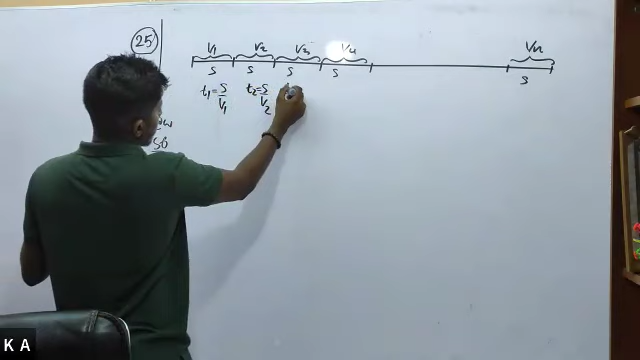 25
V1 V2 V3 V4 Vn
s s s s s
t1 = s/V1 t2 = s/V2
K A